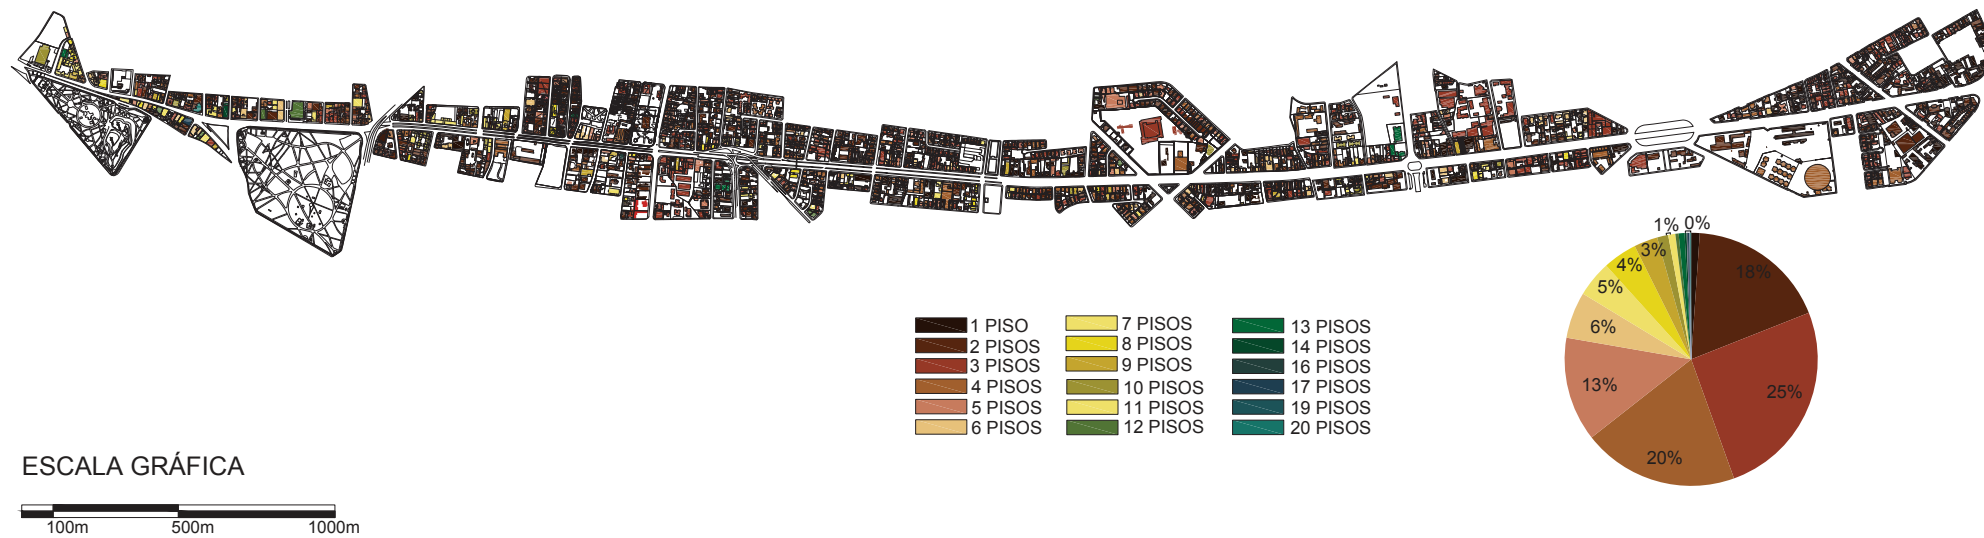 1% 0%
3%
4%
5%
6%
13%
20%
25%
18%
1 PISO
2 PISOS
3 PISOS
4 PISOS
5 PISOS
6 PISOS
7 PISOS
8 PISOS
9 PISOS
10 PISOS
11 PISOS
12 PISOS
13 PISOS
14 PISOS
16 PISOS
17 PISOS
19 PISOS
20 PISOS
ESCALA GRÁFICA
100m 500m 1000m